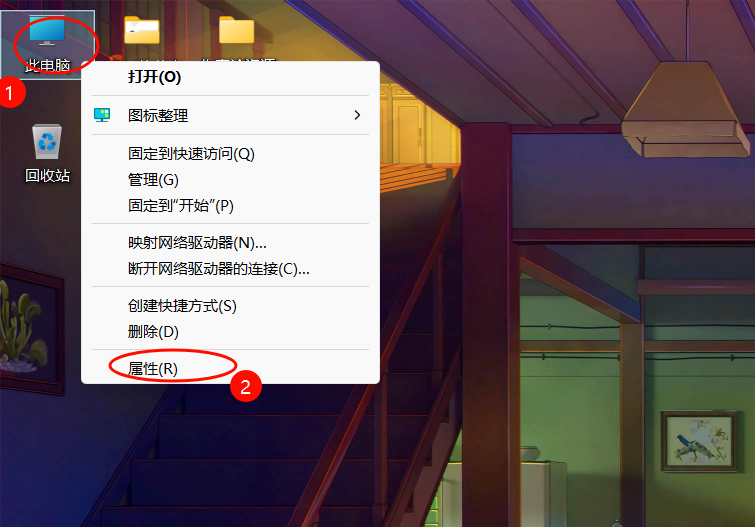 此电脑
1
回收站
打开(O)
图标整理
固定到快速访问(Q)
管理(G)
固定到“开始”(P)
映射网络驱动器(N)...
断开网络驱动器的连接(C)...
创建快捷方式(S)
删除(D)
属性(R)
2